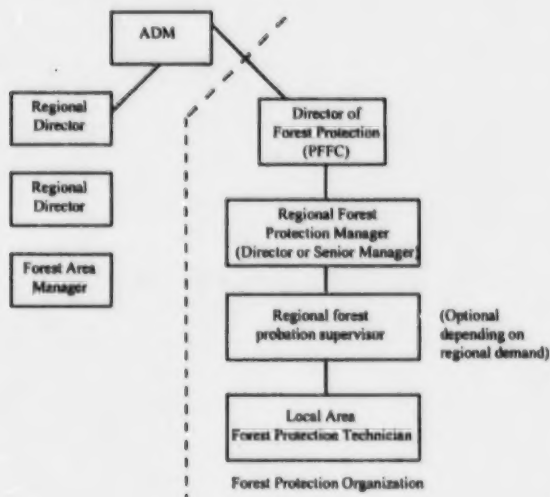 ADM
Regional
Director
Regional
Director
Forest Area
Manager
Director of
Forest Protection
(PFFC)
Regional Forest
Protection Manager
(Director or Senior Manager)
Regional forest
probation supervisor
(Optional
depending on
regional demand)
Local Area
Forest Protection Technician
Forest Protection Organization